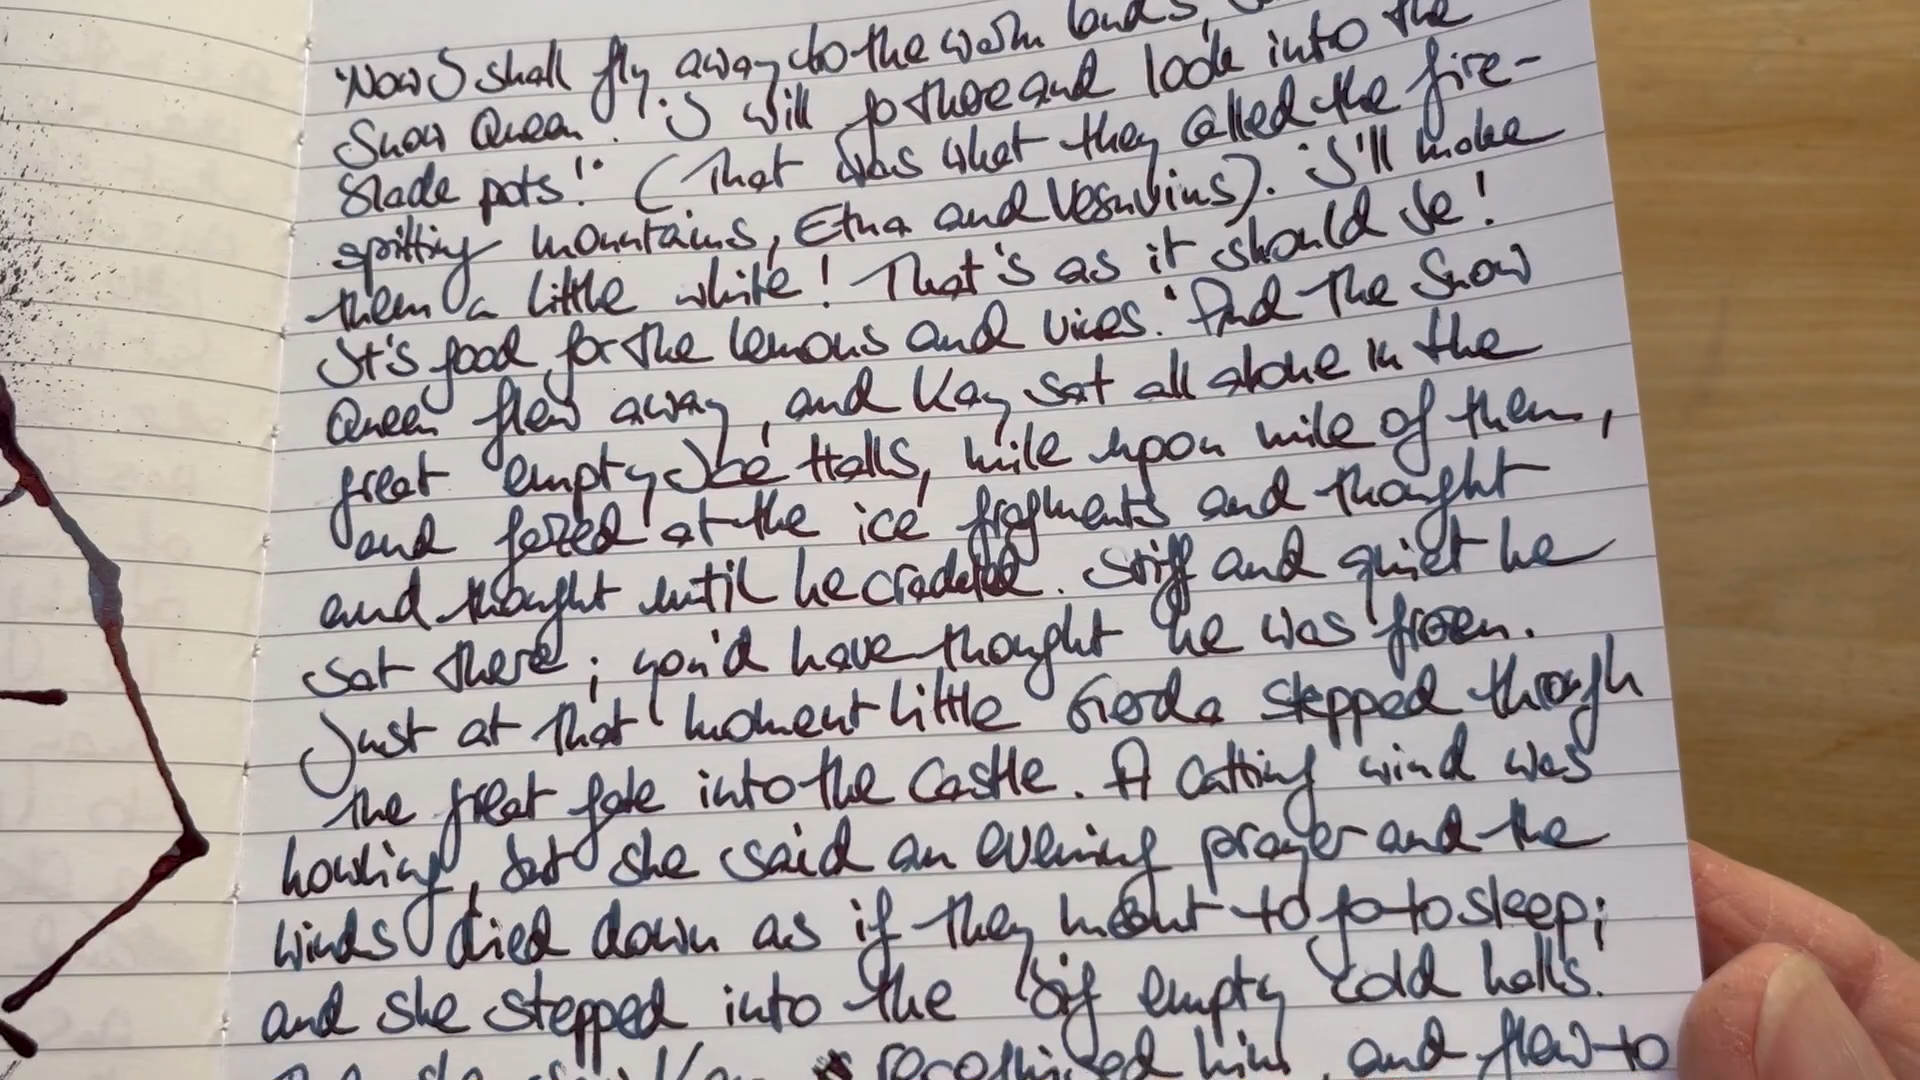 'Now I shall fly away to the warm lands,
Snow Queen. 'I will go there and look into the
black pots!' (That was what they called the fire-
spitting mountains, Etna and Vesuvius). 'I'll make
them a little white! That's as it should be!
It's good for the lemons and vines.' And the Snow
Queen flew away, and Kay sat all alone in the
great empty Ice Halls, mile upon mile of them,
and gazed at the ice fragments and thought
and thought until he creaked. Stiff and quiet he
sat there; you'd have thought he was frozen.
Just at that moment little Gerda stepped through
the great gate into the Castle. A cutting wind was
howling, but she said an evening prayer and the
winds died down as if they meant to go to sleep;
and she stepped into the big empty cold halls.
recognised him, and flew to